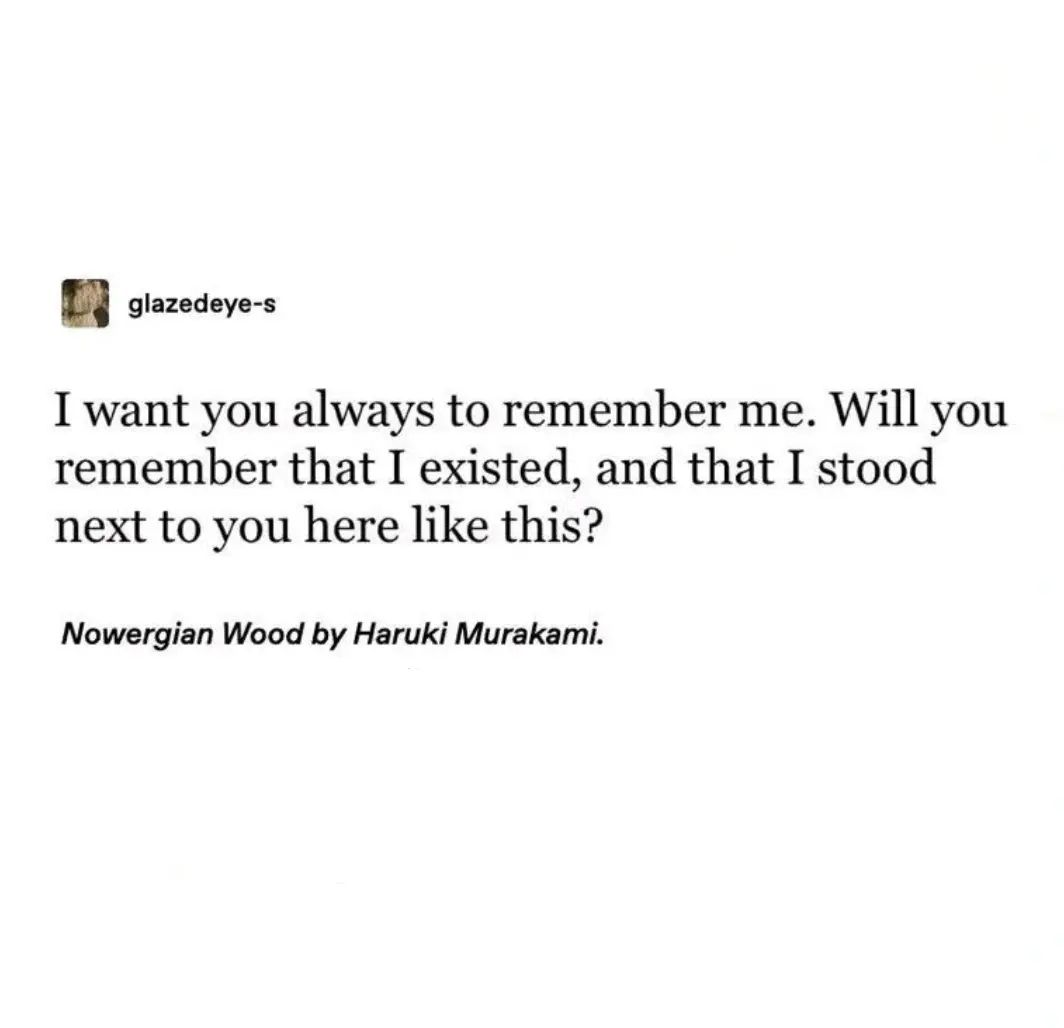 glazedeye-s
I want you always to remember me. Will you
remember that I existed, and that I stood
next to you here like this?
Nowergian Wood by Haruki Murakami.